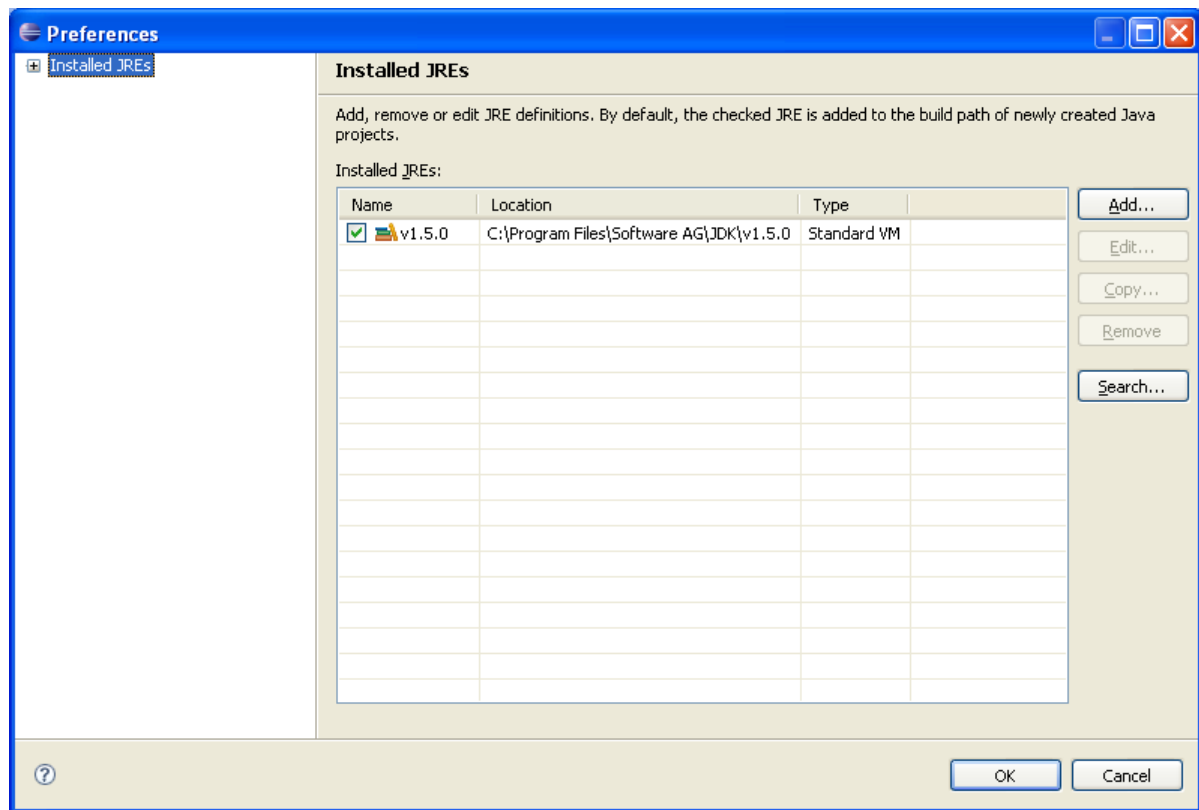 Preferences
Installed JREs
Installed JREs
Add, remove or edit JRE definitions. By default, the checked JRE is added to the build path of newly created Java
projects.
Installed JREs:
Name Location Type
v1.5.0 C:\Program Files\Software AG\JDK\v1.5.0 Standard VM
Add...
Edit...
Copy...
Remove
Search...
?
OK Cancel